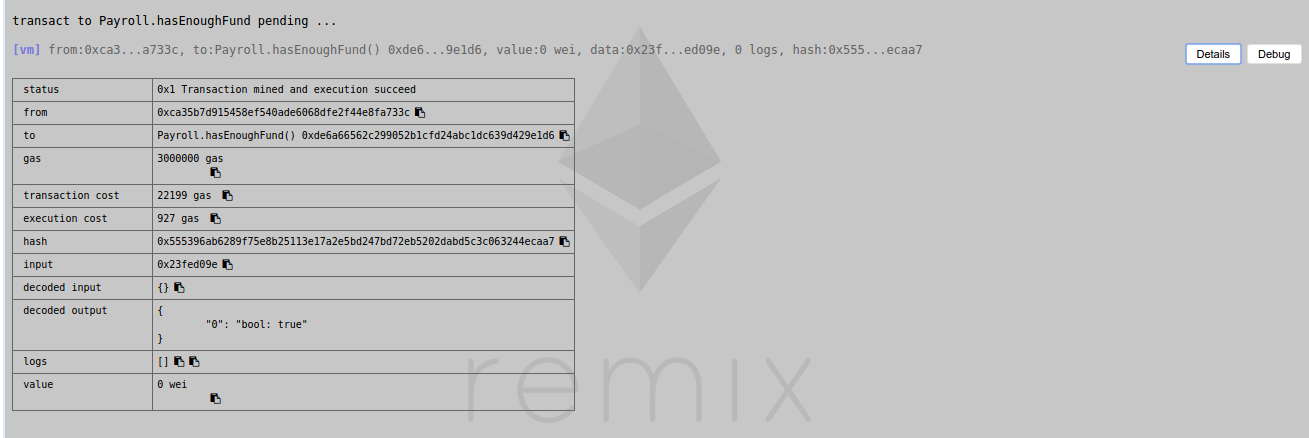 transact to Payroll.hasEnoughFund pending ...
[vm] from:0xca3...a733c, to:Payroll.hasEnoughFund() 0xde6...9e1d6, value:0 wei, data:0x23f...ed09e, 0 logs, hash:0x555...ecaa7
Details
Debug
status 0x1 Transaction mined and execution succeed
from 0xca35b7d915458ef540ade6068dfe2f44e8fa733c
to Payroll.hasEnoughFund() 0xde6a66562c299052b1cfd24abc1dc639d429e1d6
gas 3000000 gas
transaction cost 22199 gas
execution cost 927 gas
hash 0x555396ab6289f75e8b25113e17a2e5bd247bd72eb5202dabd5c3c063244ecaa7
input 0x23fed09e
decoded input {}
decoded output {
"0": "bool: true"
}
logs []
value 0 wei
remix